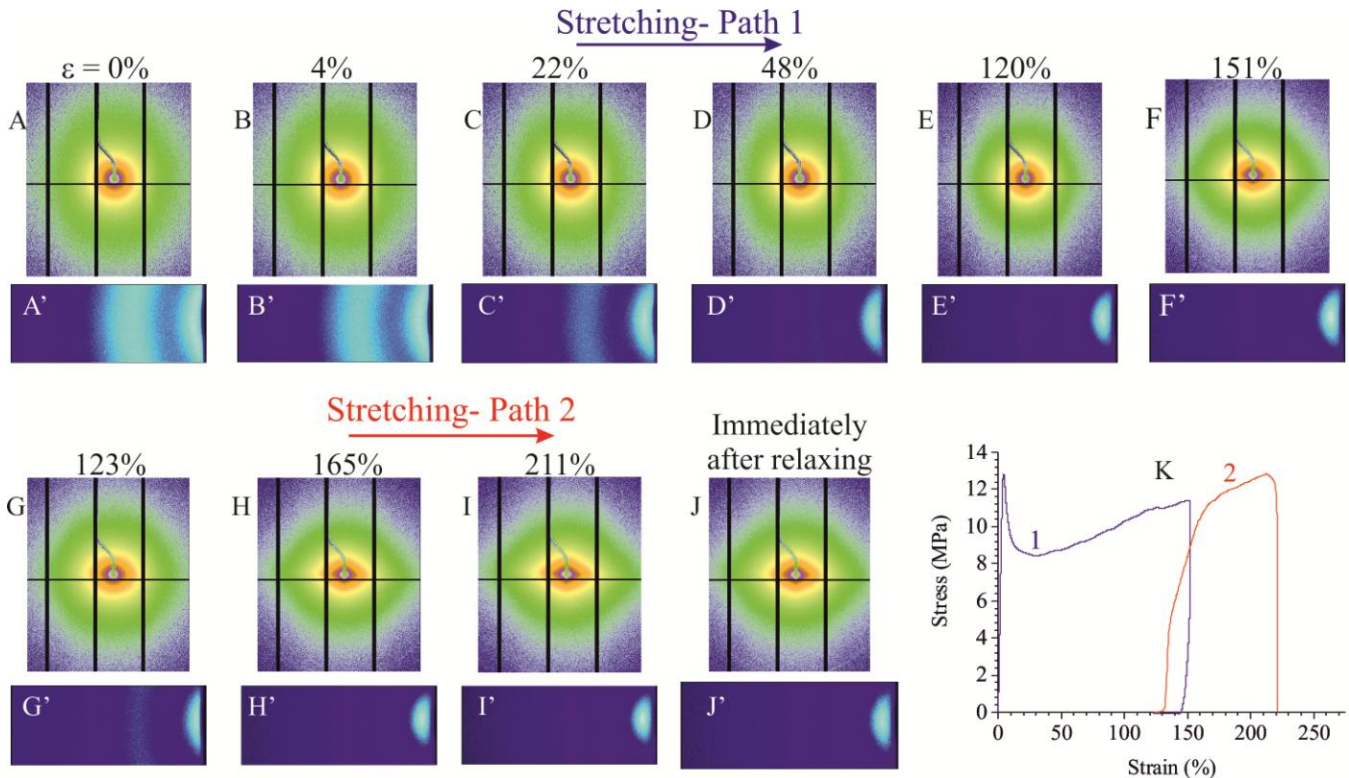 Stretching- Path 1
ε = 0% 4% 22% 48% 120% 151%
A B C D E F
A' B' C' D' E' F'
Stretching- Path 2
Immediately
after relaxing
123% 165% 211%
G H I J
G' H' I' J'
K
1 2
Stress (MPa)
14
12
10
8
6
4
2
0
0 50 100 150 200 250
Strain (%)